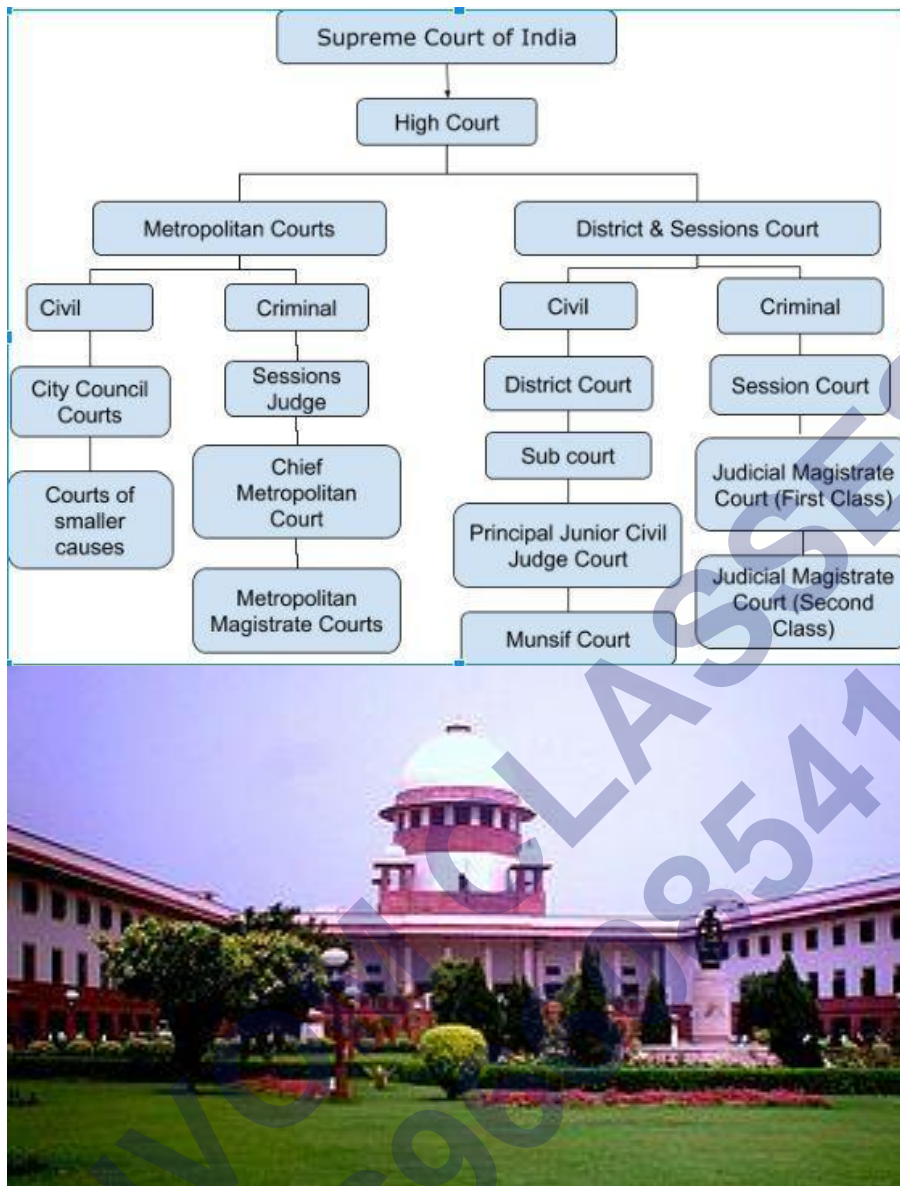 Supreme Court of India
High Court
Metropolitan Courts
District & Sessions Court
Civil
Criminal
Civil
Criminal
City Council
Courts
Sessions
Judge
District Court
Session Court
Courts of
smaller
causes
Chief
Metropolitan
Court
Sub court
Judicial Magistrate
Court (First Class)
Principal Junior Civil
Judge Court
Metropolitan
Magistrate Courts
Judicial Magistrate
Court (Second
Class)
Munsif Court
CLASSES